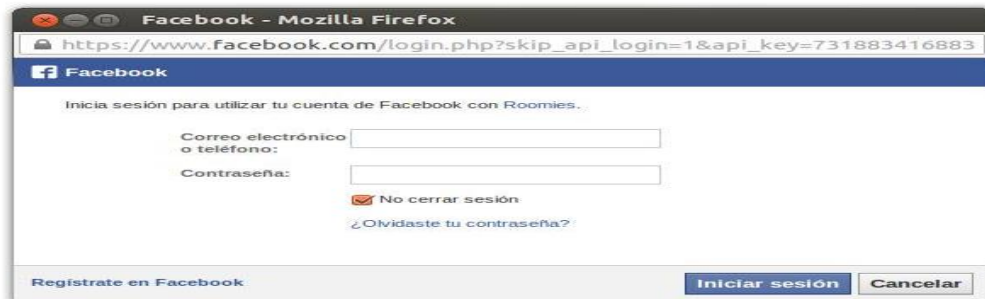 Facebook - Mozilla Firefox
https://www.facebook.com/login.php?skip_api_login=1&api_key=731883416883
Facebook
Inicia sesión para utilizar tu cuenta de Facebook con Roomies.
Correo electrónico
o teléfono:
Contraseña:
No cerrar sesión
¿Olvidaste tu contraseña?
Regístrate en Facebook
Iniciar sesión
Cancelar